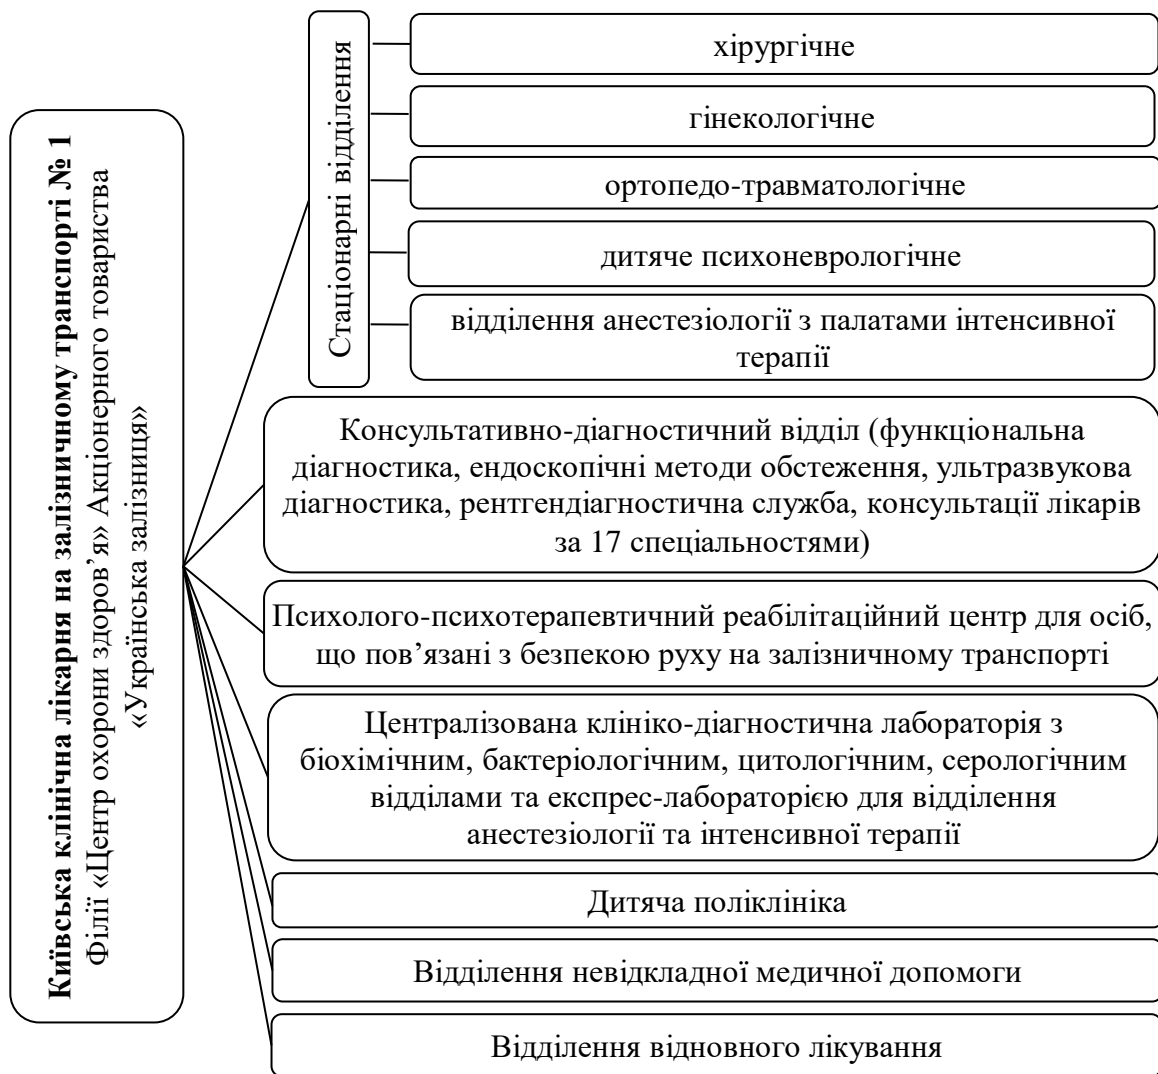 Київська клінічна лікарня на залізничному транспорті № 1
Філії «Центр охорони здоров’я» Акціонерного товариства
«Українська залізниця»
Стаціонарні відділення
хірургічне
гінекологічне
ортопедо-травматологічне
дитяче психоневрологічне
відділення анестезіології з палатами інтенсивної
терапії
Консультативно-діагностичний відділ (функціональна
діагностика, ендоскопічні методи обстеження, ультразвукова
діагностика, рентгендіагностична служба, консультації лікарів
за 17 спеціальностями)
Психолого-психотерапевтичний реабілітаційний центр для осіб,
що пов’язані з безпекою руху на залізничному транспорті
Централізована клініко-діагностична лабораторія з
біохімічним, бактеріологічним, цитологічним, серологічним
відділами та експрес-лабораторією для відділення
анестезіології та інтенсивної терапії
Дитяча поліклініка
Відділення невідкладної медичної допомоги
Відділення відновного лікування